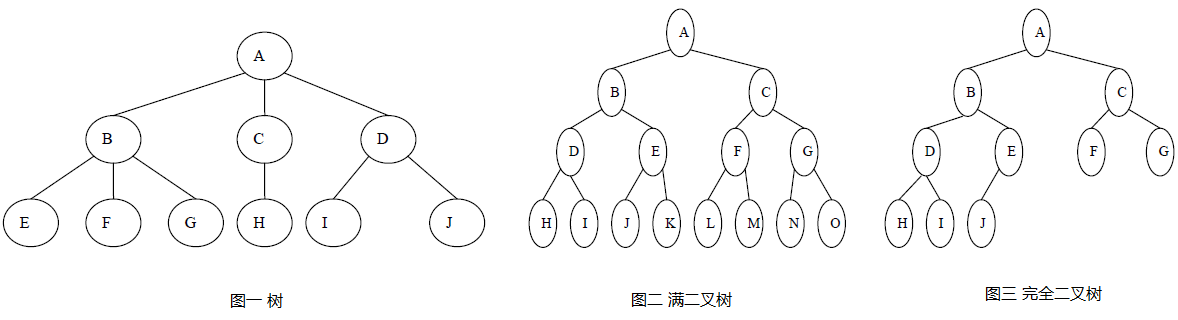 A
B C D
E F G H I J
图一 树
A
B C
D E F G
H I J K L M N O
图二 满二叉树
A
B C
D E F G
H I J
图三 完全二叉树